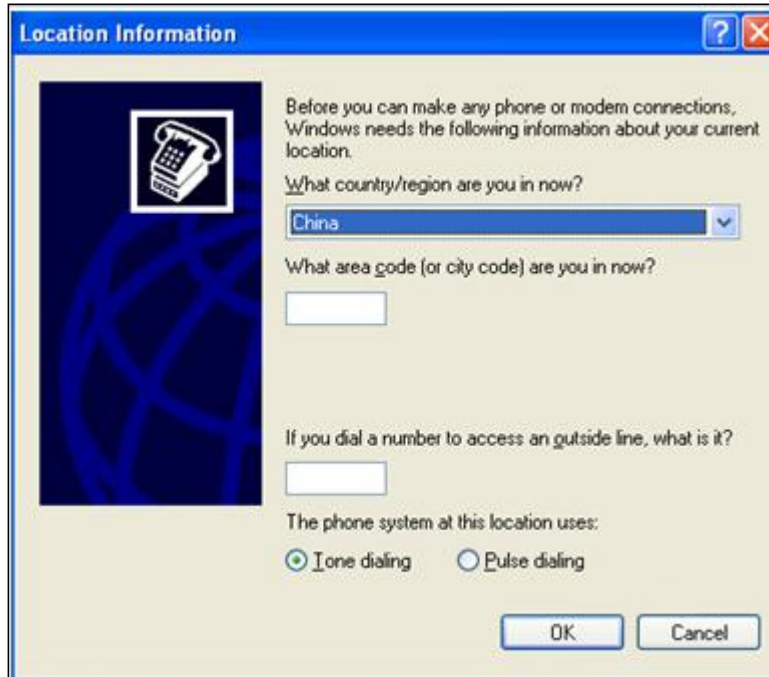 Location Information
Before you can make any phone or modem connections,
Windows needs the following information about your current
location.
What country/region are you in now?
China
What area code (or city code) are you in now?
If you dial a number to access an outside line, what is it?
The phone system at this location uses:
Tone dialing Pulse dialing
OK Cancel